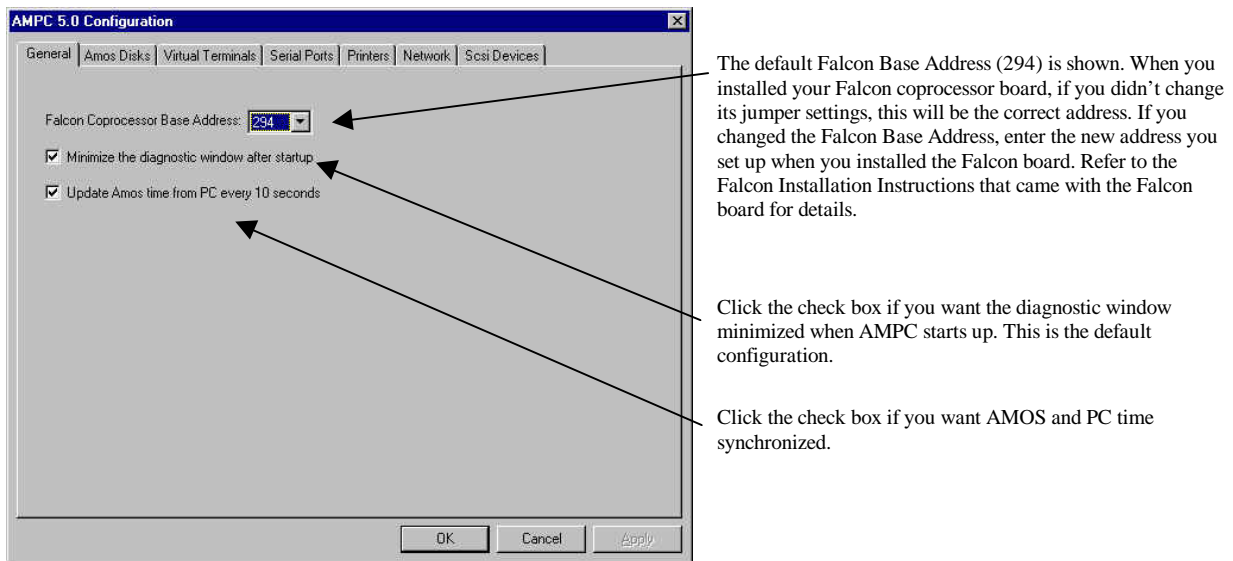 AMPC 5.0 Configuration
General Amos Disks Virtual Terminals Serial Ports Printers Network Scsi Devices
Falcon Coprocessor Base Address: 294
Minimize the diagnostic window after startup
Update Amos time from PC every 10 seconds
OK Cancel Apply
The default Falcon Base Address (294) is shown. When you
installed your Falcon coprocessor board, if you didn’t change
its jumper settings, this will be the correct address. If you
changed the Falcon Base Address, enter the new address you
set up when you installed the Falcon board. Refer to the
Falcon Installation Instructions that came with the Falcon
board for details.
Click the check box if you want the diagnostic window
minimized when AMPC starts up. This is the default
configuration.
Click the check box if you want AMOS and PC time
synchronized.